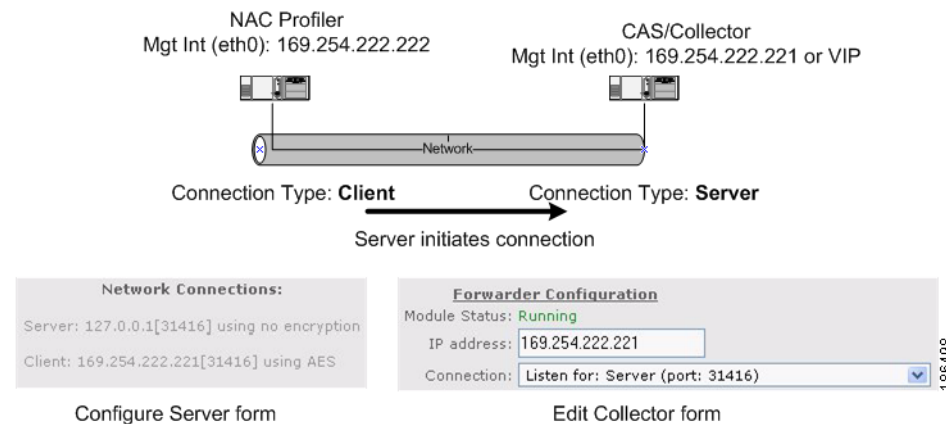 NAC Profiler
Mgt Int (eth0): 169.254.222.222
CAS/Collector
Mgt Int (eth0): 169.254.222.221 or VIP
Network
Connection Type: Client
Connection Type: Server
Server initiates connection
Network Connections:
Server: 127.0.0.1[31416] using no encryption
Client: 169.254.222.221[31416] using AES
Forwarder Configuration
Module Status: Running
IP address: 169.254.222.221
Connection: Listen for: Server (port: 31416)
Configure Server form
Edit Collector form
186498